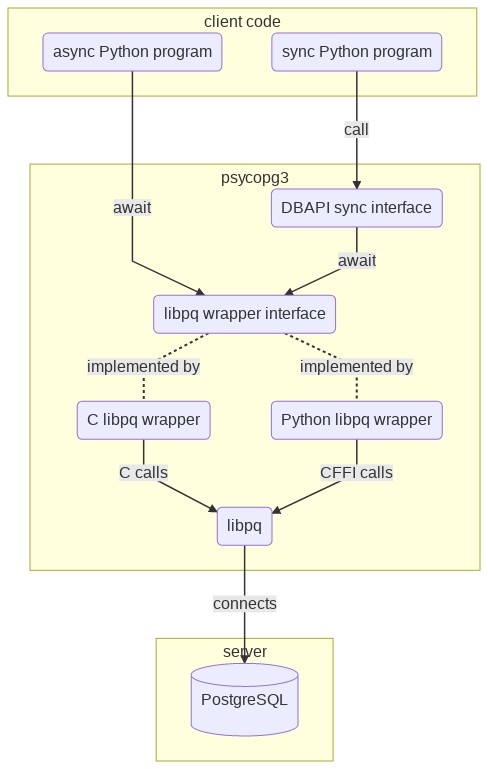 client code
async Python program
sync Python program
call
psycopg3
await
DBAPI sync interface
await
libpq wrapper interface
implemented by
implemented by
C libpq wrapper
Python libpq wrapper
C calls
CFFI calls
libpq
connects
server
PostgreSQL